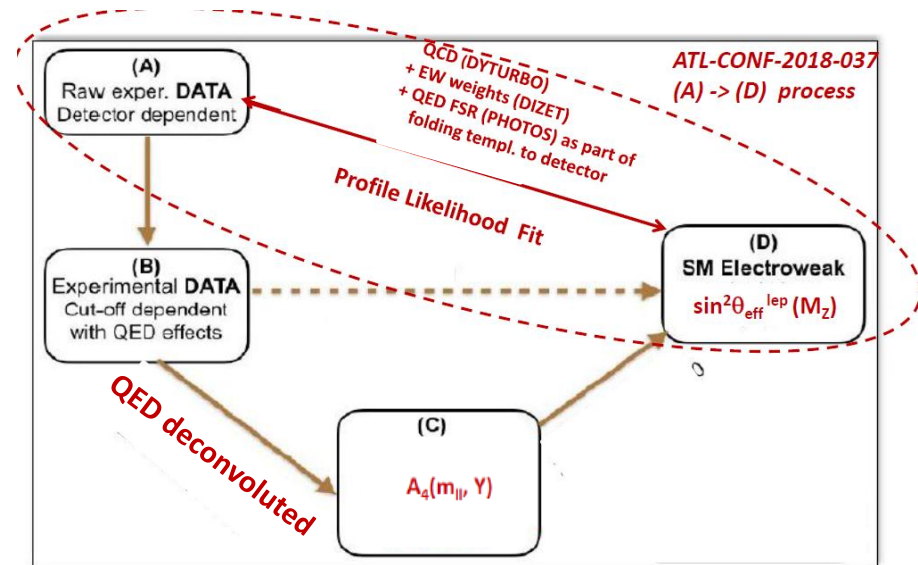 (A)
Raw exper. DATA
Detector dependent
QCD (DYTURBO)
+ EW weights (DIZET)
+ QED FSR (PHOTOS) as part of
folding templ. to detector
ATL-CONF-2018-037
(A) -> (D) process
Profile Likelihood Fit
(B)
Experimental DATA
Cut-off dependent
with QED effects
(D)
SM Electroweak
sin²θeff^lep (MZ)
QED deconvoluted
(C)
A₄(mll, Y)